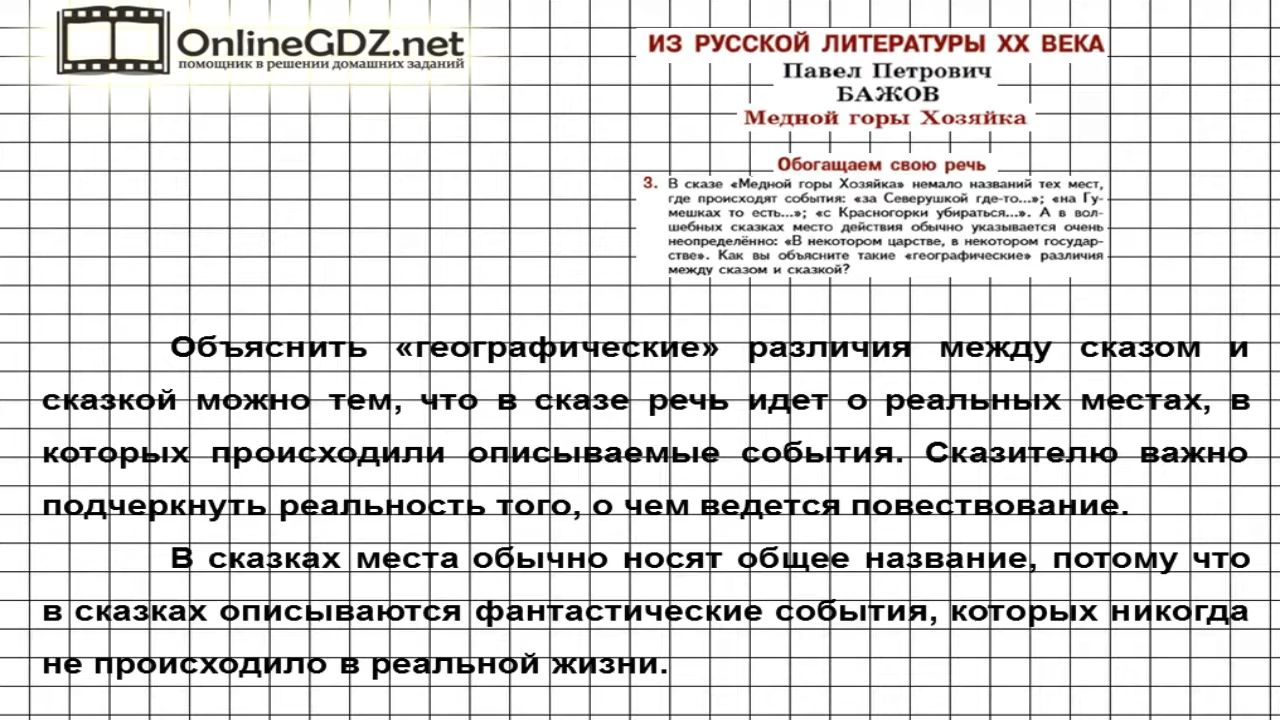 OnlineGDZ.net
помощник в решении домашних заданий
ИЗ РУССКОЙ ЛИТЕРАТУРЫ XX ВЕКА
Павел Петрович
БАЖОВ
Медной горы Хозяйка
Обогащаем свою речь
3. В сказе «Медной горы Хозяйка» немало названий тех мест,
где происходят события: «за Северушкой где-то...»; «на Гу-
мешках то есть...»; «с Красногорки убираться...». А в вол-
шебных сказках место действия обычно указывается очень
неопределённо: «В некотором царстве, в некотором государ-
стве». Как вы объясните такие «географические» различия
между сказом и сказкой?
Объяснить «географические» различия между сказом и
сказкой можно тем, что в сказе речь идет о реальных местах, в
которых происходили описываемые события. Сказителю важно
подчеркнуть реальность того, о чем ведется повествование.
В сказках места обычно носят общее название, потому что
в сказках описываются фантастические события, которых никогда
не происходило в реальной жизни.